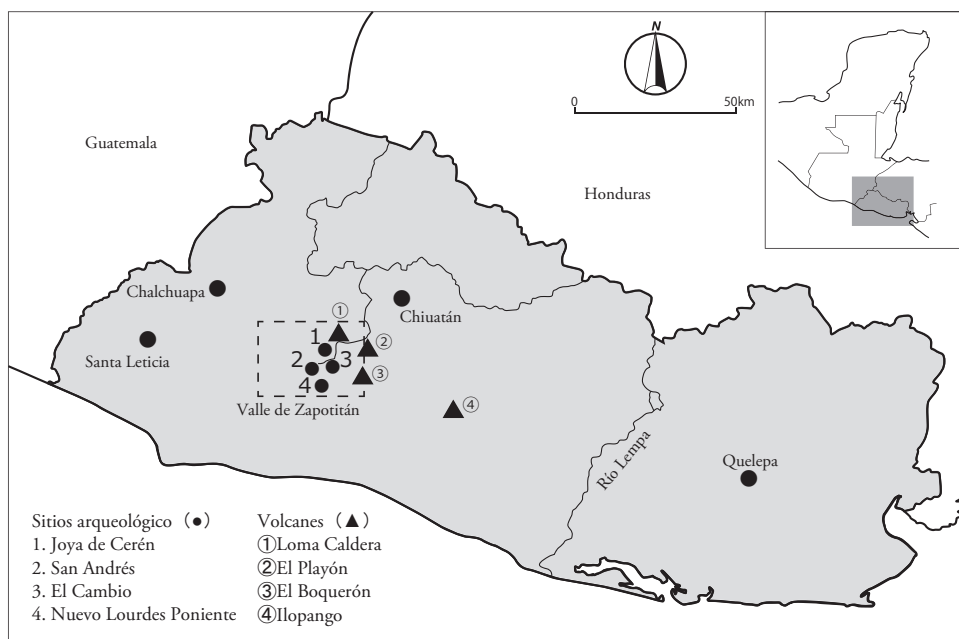 N
0 50km
Guatemala
Honduras
Chalchuapa
Chiuatán
Santa Leticia
①
1
②
2 3
③
4
Valle de Zapotitán
④
Río Lempa
Quelepa
Sitios arqueológico（●）
1. Joya de Cerén
2. San Andrés
3. El Cambio
4. Nuevo Lourdes Poniente
Volcanes（▲）
①Loma Caldera
②El Playón
③El Boquerón
④Ilopango